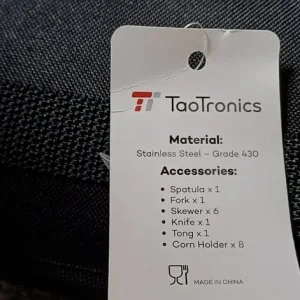 TaoTronics
Material:
Stainless Steel – Grade 430
Accessories:
• Spatula x 1
• Fork x 1
• Skewer x 6
• Knife x 1
• Tong x 1
• Corn Holder x 8
MADE IN CHINA